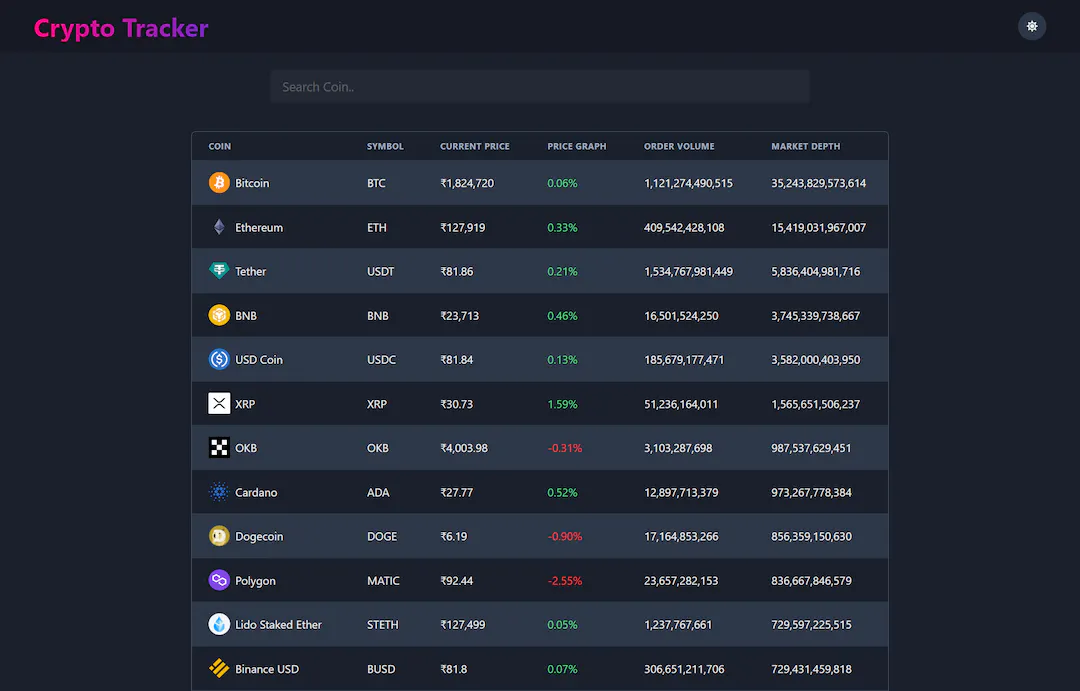 Crypto Tracker
Search Coin..
COIN SYMBOL CURRENT PRICE PRICE GRAPH ORDER VOLUME MARKET DEPTH
Bitcoin BTC ₹1,824,720 0.06% 1,121,274,490,515 35,243,829,573,614
Ethereum ETH ₹127,919 0.33% 409,542,428,108 15,419,031,967,007
Tether USDT ₹81.86 0.21% 1,534,767,981,449 5,836,404,981,716
BNB BNB ₹23,713 0.46% 16,501,524,250 3,745,339,738,667
USD Coin USDC ₹81.84 0.13% 185,679,177,471 3,582,000,403,950
XRP XRP ₹30.73 1.59% 51,236,164,011 1,565,651,506,237
OKB OKB ₹4,003.98 -0.31% 3,103,287,698 987,537,629,451
Cardano ADA ₹27.77 0.52% 12,897,713,379 973,267,778,384
Dogecoin DOGE ₹6.19 -0.90% 17,164,853,266 856,359,150,630
Polygon MATIC ₹92.44 -2.55% 23,657,282,153 836,667,846,579
Lido Staked Ether STETH ₹127,499 0.05% 1,237,767,661 729,597,225,515
Binance USD BUSD ₹81.8 0.07% 306,651,211,706 729,431,459,818